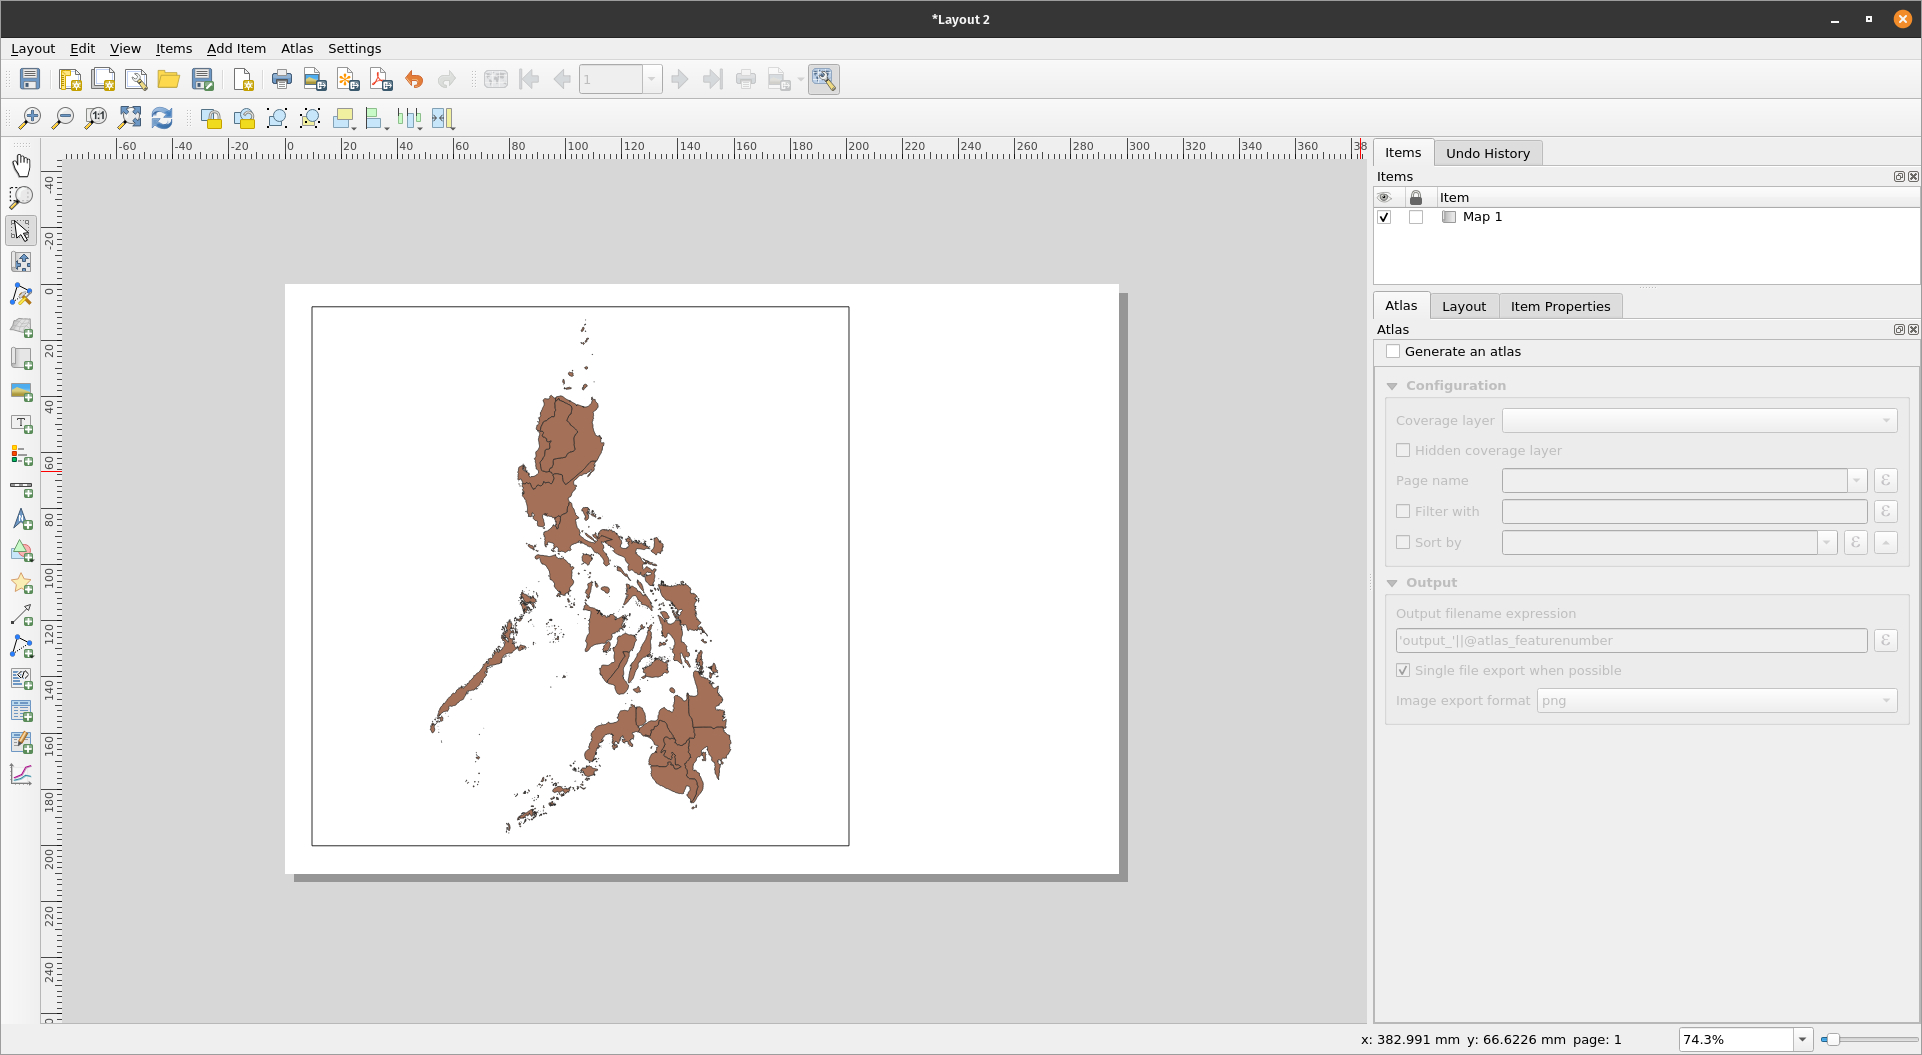 *Layout 2
Layout Edit View Items Add Item Atlas Settings
1
1:1
-60 -40 -20 0 20 40 60 80 100 120 140 160 180 200 220 240 260 280 300 320 340 360 38
-40
-20
0
20
40
60
80
100
120
140
160
180
200
220
240
Items Undo History
Items
Item
Map 1
Atlas Layout Item Properties
Atlas
Generate an atlas
Configuration
Coverage layer
Hidden coverage layer
Page name ε
Filter with ε
Sort by ε
Output
Output filename expression
'output_'||@atlas_featurenumber ε
Single file export when possible
Image export format png
x: 382.991 mm y: 66.6226 mm page: 1 74.3%